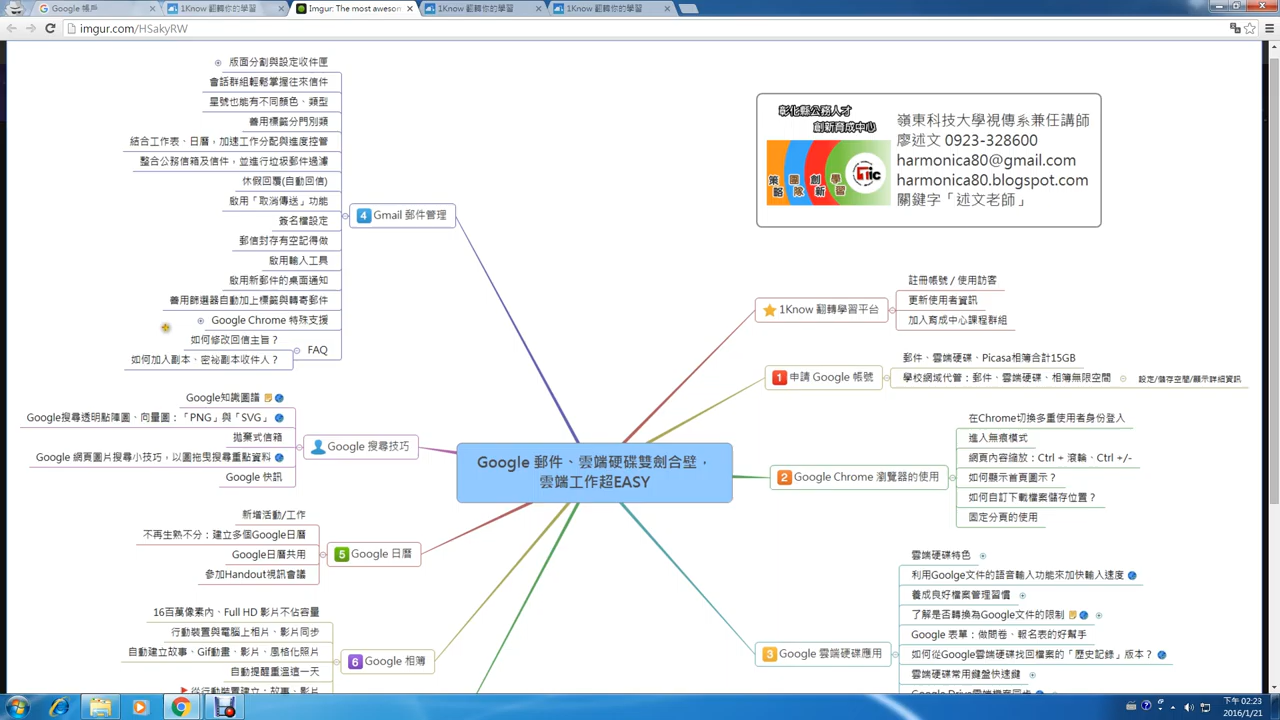 Google 帳戶
1Know 翻轉你的學習
Imgur: The most awesom
1Know 翻轉你的學習
1Know 翻轉你的學習
imgur.com/HSakyRW
版面分割與設定收件匣
會話群組輕鬆掌握往來信件
星號也能有不同顏色、類型
善用標籤分門別類
結合工作表、日曆，加速工作分配與進度控管
整合公務信箱及信件，並進行垃圾郵件過濾
休假回覆(自動回信)
啟用「取消傳送」功能
簽名檔設定
郵信封存有空記得做
啟用輸入工具
啟用新郵件的桌面通知
善用篩選器自動加上標籤與轉寄郵件
Google Chrome 特殊支援
如何修改回信主旨？
如何加入副本、密祕副本收件人？
FAQ
4 Gmail 郵件管理
彰化縣公務人才
創新育成中心
策略
團隊
創新
學習
Tic
嶺東科技大學視傳系兼任講師
廖述文 0923-328600
harmonica80@gmail.com
harmonica80.blogspot.com
關鍵字「述文老師」
1Know 翻轉學習平台
註冊帳號 / 使用訪客
更新使用者資訊
加入育成中心課程群組
1 申請 Google 帳號
郵件、雲端硬碟、Picasa相簿合計15GB
學校網域代管：郵件、雲端硬碟、相簿無限空間
設定/儲存空間/顯示詳細資訊
Google知識圖譜
Google搜尋透明點陣圖、向量圖：「PNG」與「SVG」
拋棄式信箱
Google 網頁圖片搜尋小技巧，以圖拖曳搜尋重點資料
Google 快訊
Google 搜尋技巧
Google 郵件、雲端硬碟雙劍合壁，
雲端工作超EASY
2 Google Chrome 瀏覽器的使用
在Chrome切換多重使用者身份登入
進入無痕模式
網頁內容縮放：Ctrl + 滾輪、Ctrl +/-
如何顯示首頁圖示？
如何自訂下載檔案儲存位置？
固定分頁的使用
新增活動/工作
不再生熟不分：建立多個Google日曆
Google日曆共用
參加Handout視訊會議
5 Google 日曆
16百萬像素內、Full HD 影片不佔容量
行動裝置與電腦上相片、影片同步
自動建立故事、Gif動畫、影片、風格化照片
自動提醒重溫這一天
從行動裝置建立：故事、影片
6 Google 相簿
3 Google 雲端硬碟應用
雲端硬碟特色
利用Goolge文件的語音輸入功能來加快輸入速度
養成良好檔案管理習慣
了解是否轉換為Google文件的限制
Google 表單：做問卷、報名表的好幫手
如何從Google雲端硬碟找回檔案的「歷史記錄」版本？
雲端硬碟常用鍵盤快速鍵
Google Drive雲端檔案同步
下午 02:23
2016/1/21